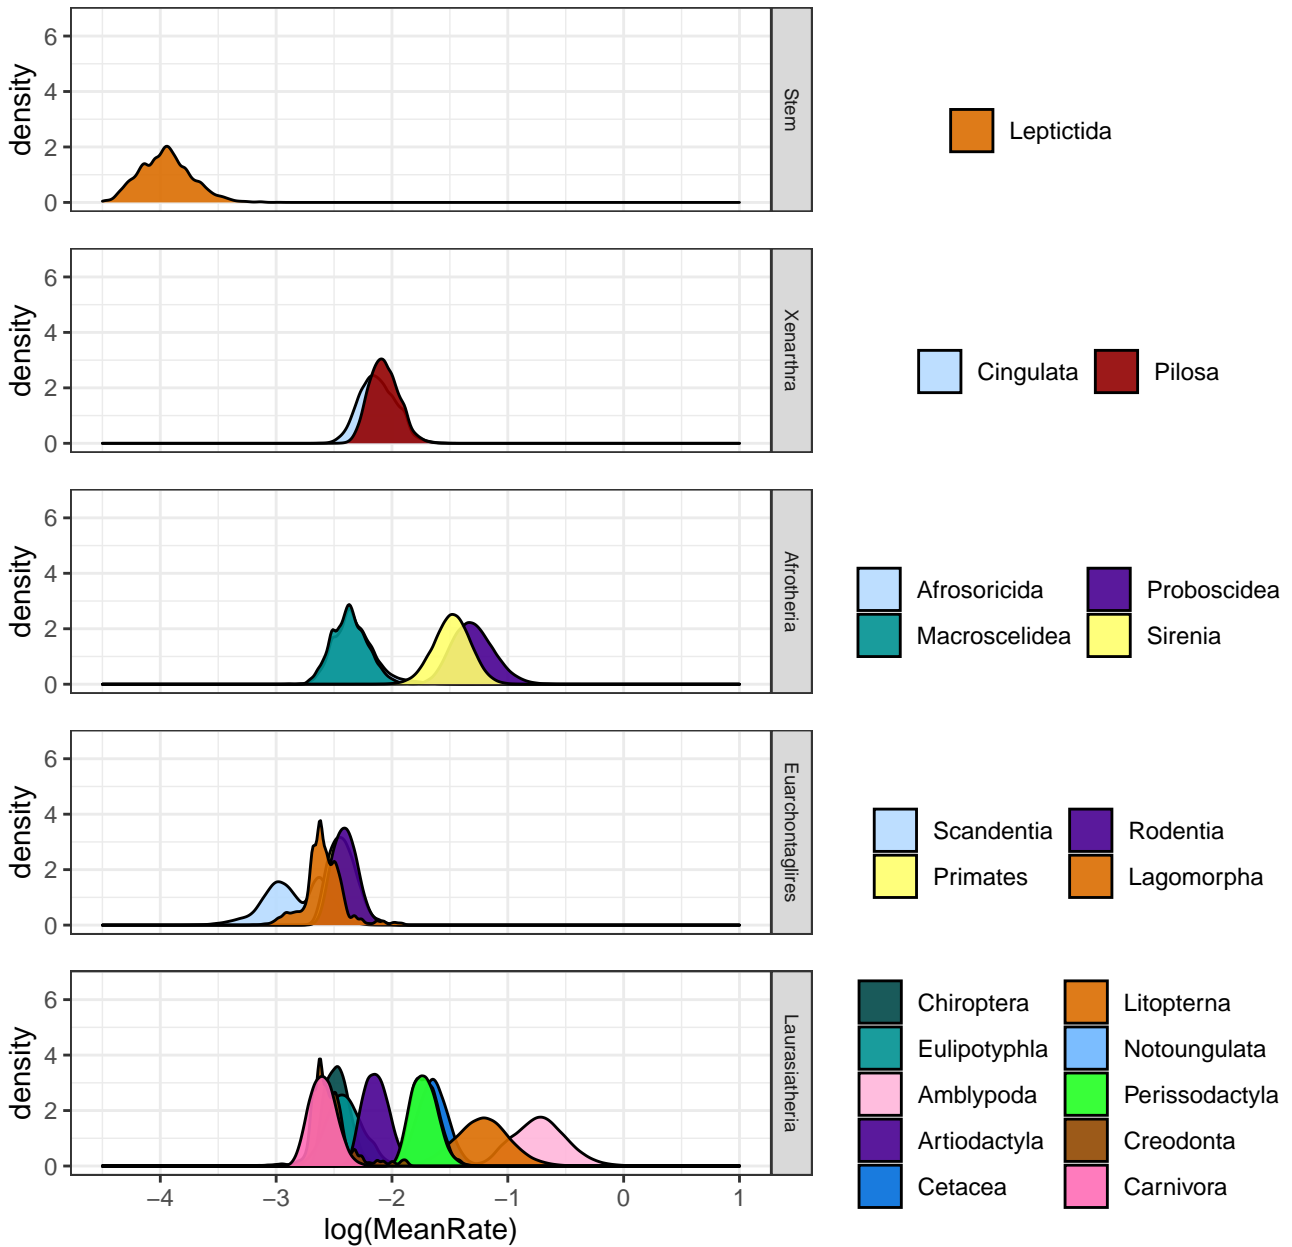 6
4
2
0
density
Stem
Leptictida
6
4
2
0
density
Xenarthra
Cingulata
Pilosa
6
4
2
0
density
Afrotheria
Afrosoricida
Proboscidea
Macroscelidea
Sirenia
6
4
2
0
density
Euarchontaglires
Scandentia
Rodentia
Primates
Lagomorpha
6
4
2
0
density
Laurasiatheria
Chiroptera
Litopterna
Eulipotyphla
Notoungulata
Amblypoda
Perissodactyla
Artiodactyla
Creodonta
Cetacea
Carnivora
−4 −3 −2 −1 0 1
log(MeanRate)